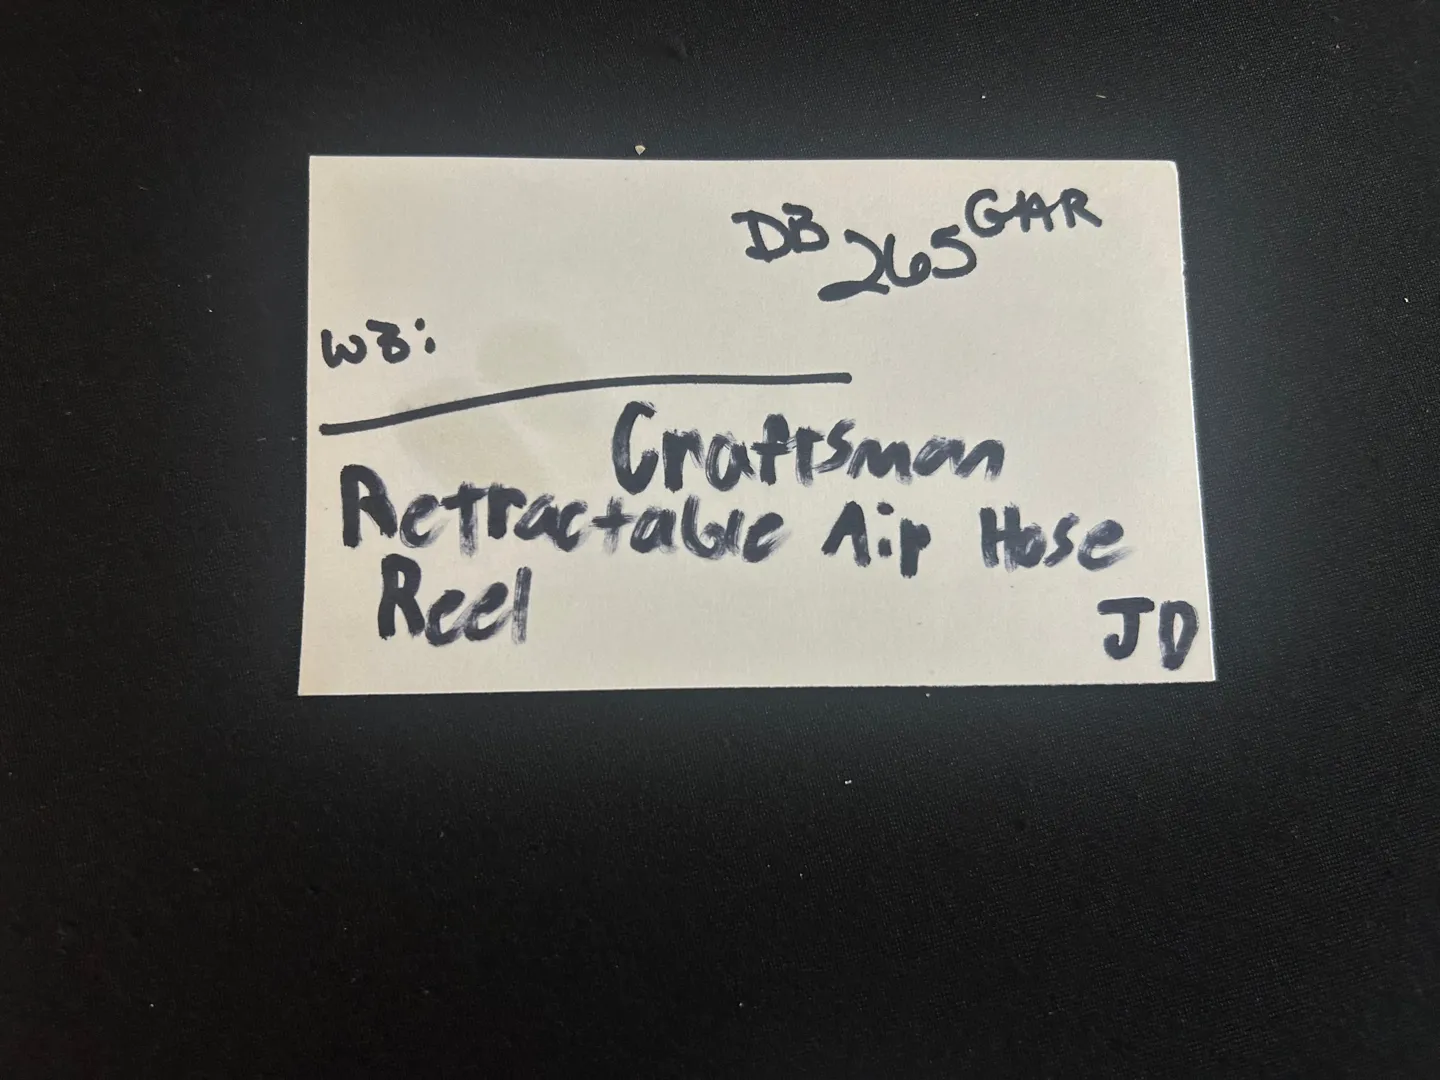 DB 265 GAR
WB:
Craftsman
Retractable Air Hose
Reel
JD